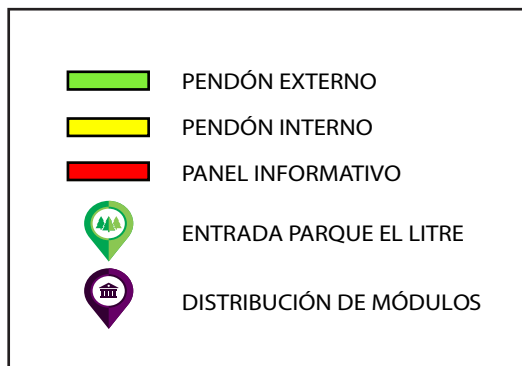 PENDÓN EXTERNO
PENDÓN INTERNO
PANEL INFORMATIVO
ENTRADA PARQUE EL LITRE
DISTRIBUCIÓN DE MÓDULOS